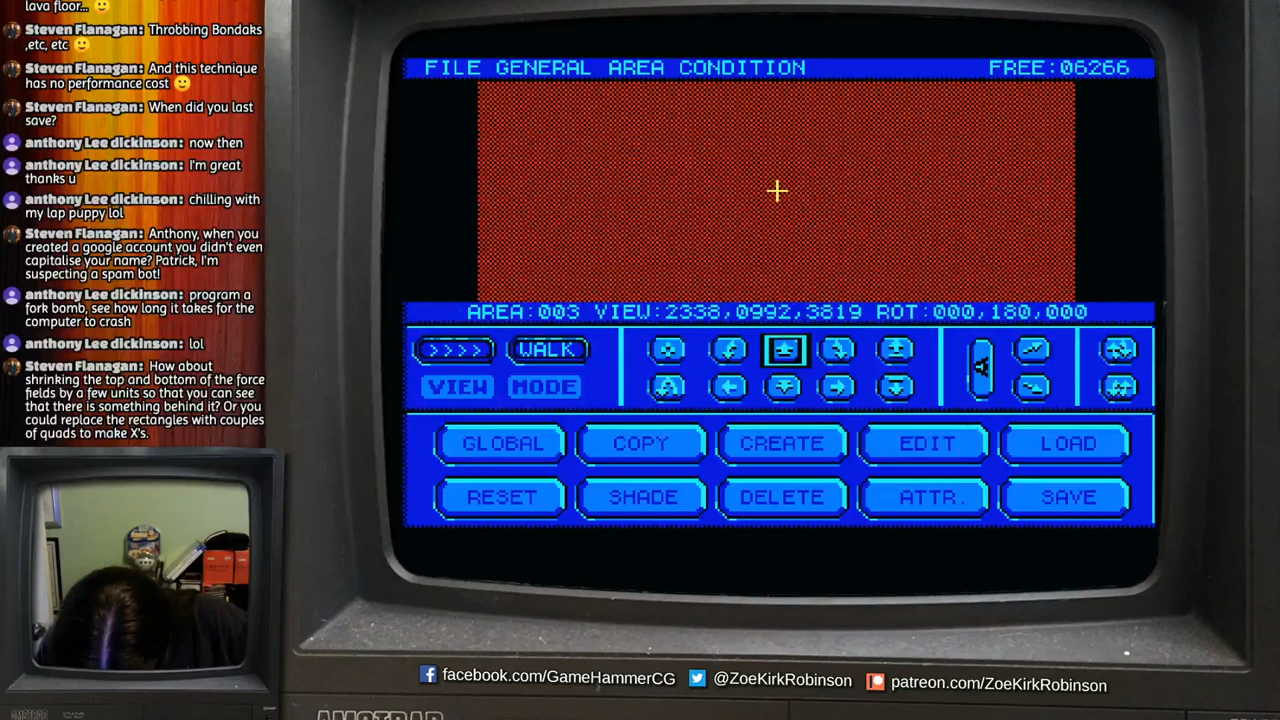 lava floor... 🙂
Steven Flanagan: Throbbing Bondaks
,etc, etc 🙂
Steven Flanagan: And this technique
has no performance cost 🙂
Steven Flanagan: When did you last
save?
anthony Lee dickinson: now then
anthony Lee dickinson: I'm great
thanks u
anthony Lee dickinson: chilling with
my lap puppy lol
Steven Flanagan: Anthony, when you
created a google account you didn't even
capitalise your name? Patrick, I'm
suspecting a spam bot!
anthony Lee dickinson: program a
fork bomb, see how long it takes for the
computer to crash
anthony Lee dickinson: lol
Steven Flanagan: How about
shrinking the top and bottom of the force
fields by a few units so that you can see
that there is something behind it? Or you
could replace the rectangles with couples
of quads to make X's.
FILE GENERAL AREA CONDITION FREE:06266
AREA:003 VIEW:2338,0992,3819 ROT:000,180,000
>>>> WALK
VIEW MODE
GLOBAL COPY CREATE EDIT LOAD
RESET SHADE DELETE ATTR. SAVE
facebook.com/GameHammerCG @ZoeKirkRobinson patreon.com/ZoeKirkRobinson
AMSTRAD